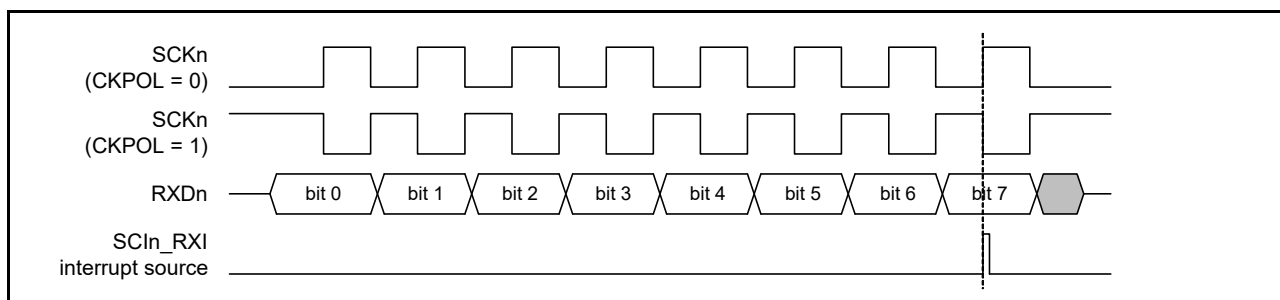 SCKn
(CKPOL = 0)
SCKn
(CKPOL = 1)
RXDn
bit 0
bit 1
bit 2
bit 3
bit 4
bit 5
bit 6
bit 7
SCIn_RXI
interrupt source